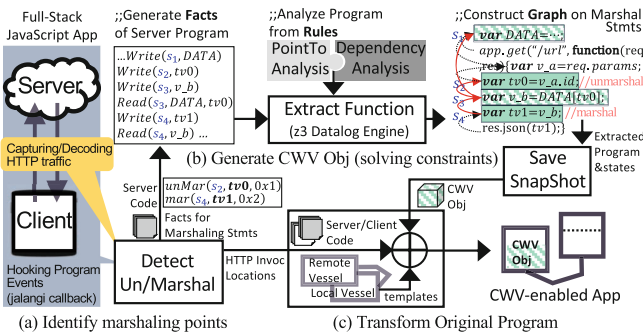 Full-Stack
JavaScript App
Server
Capturing/Decoding
HTTP traffic
Client
Hooking Program
Events
(jalangi callback)
(a) Identify marshaling points
;;Generate Facts
of Server Program
...Write(s₁, DATA)
Write(s₂, tv0)
Write(s₃, v_b)
Read(s₃, DATA, tv0)
Write(s₄, tv1)
Read(s₄, v_b) ...
;;Analyze Program
from Rules
PointTo
Analysis
Dependency
Analysis
Extract Function
(z3 Datalog Engine)
(b) Generate CWV Obj (solving constraints)
;;Construct Graph on Marshal
Stmts
var DATA=...
app.get("/url", function(req
res{var v_a=req.params;
var tv0=v_a.id; //unmarshal
var v_b=DATA[tv0];
var tv1=v_b; //marshal
res.json(tv1);}
Extracted
Program
&states
Save
SnapShot
Server
Code
unMar(s₂, tv0, 0x1)
mar(s₄, tv1, 0x2)
Facts for
Marshaling Stmts
Detect
Un/Marshal
HTTP Invoc
Locations
Server/Client
Code
Remote
Vessel
Local Vessel
templates
CWV
Obj
CWV
Obj
CWV-enabled App
(c) Transform Original Program